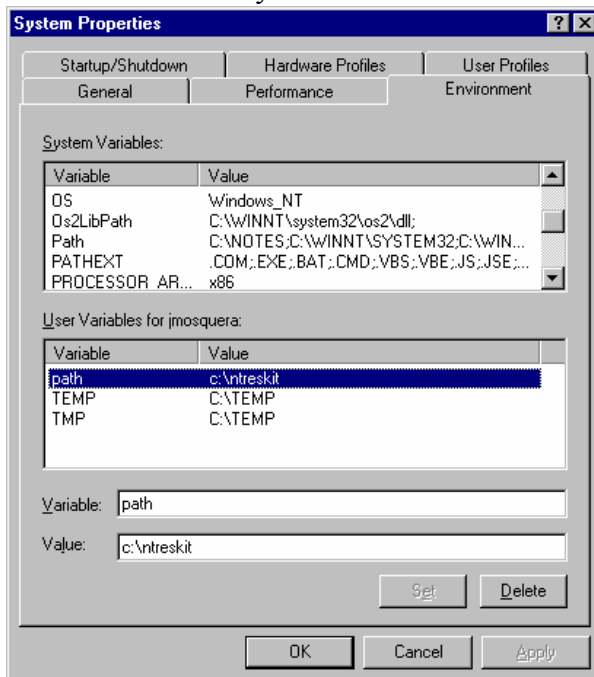 System Properties
Startup/Shutdown Hardware Profiles User Profiles
General Performance Environment
System Variables:
Variable Value
OS Windows_NT
Os2LibPath C:\WINNT\system32\os2\dll;
Path C:\NOTES;C:\WINNT\SYSTEM32;C:\WIN...
PATHEXT .COM;.EXE;.BAT;.CMD;.VBS;.VBE;.JS;.JSE;...
PROCESSOR_AR... x86
User Variables for jmosquera:
Variable Value
path c:\ntreskit
TEMP C:\TEMP
TMP C:\TEMP
Variable: path
Value: c:\ntreskit
Set Delete
OK Cancel Apply